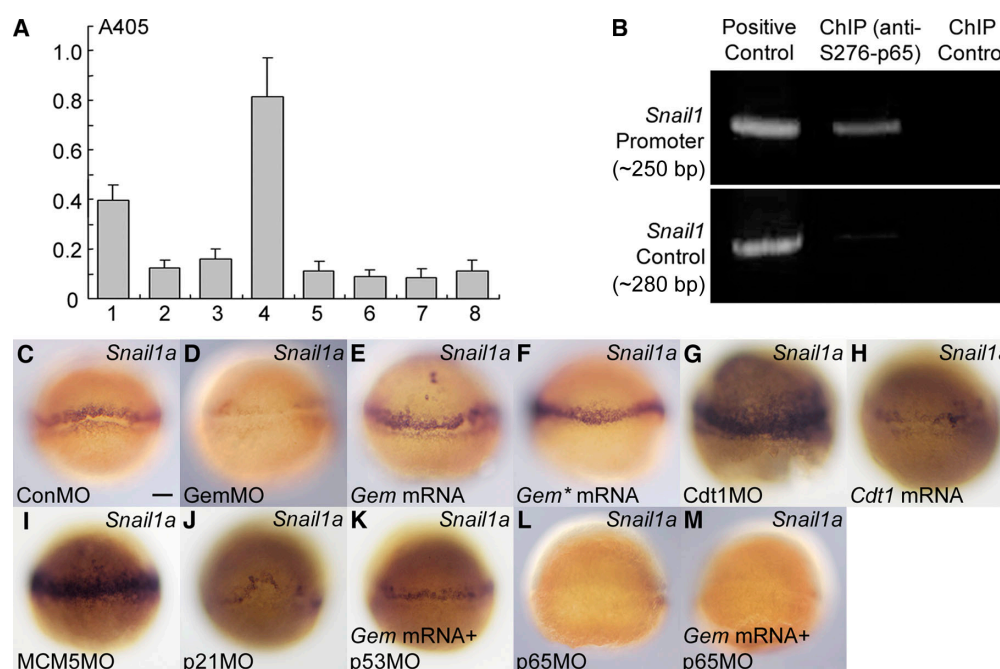 A
A405
1.0
0.8
0.6
0.4
0.2
0
1 2 3 4 5 6 7 8
B
Positive Control
ChIP (anti-S276-p65)
ChIP
Snail1 Promoter (~250 bp)
Snail1 Control (~280 bp)
C Snail1a
ConMO
D Snail1a
GemMO
E Snail1a
Gem mRNA
F Snail1a
Gem* mRNA
G Snail1a
Cdt1MO
H Snail1a
Cdt1 mRNA
I Snail1a
MCM5MO
J Snail1a
p21MO
K Snail1a
Gem mRNA+
p53MO
L Snail1a
p65MO
M Snail1a
Gem mRNA+
p65MO